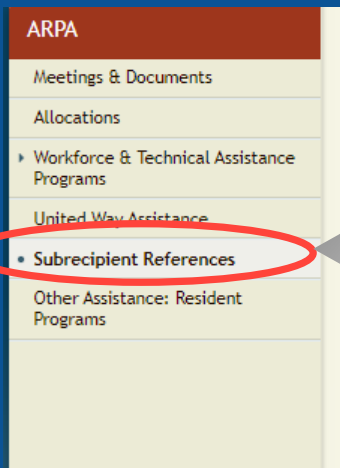 ARPA
Meetings & Documents
Allocations
Workforce & Technical Assistance
Programs
United Way Assistance
Subrecipient References
Other Assistance: Resident
Programs